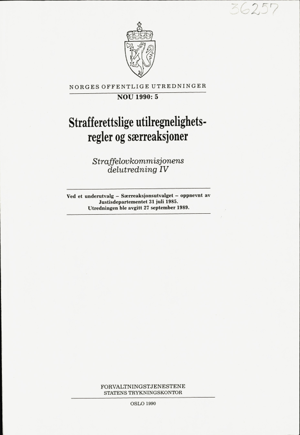 36257
NORGES OFFENTLIGE UTREDNINGER
NOU 1990: 5
Strafferettslige utilregnelighets-
regler og særreaksjoner
Straffelovkommisjonens
delutredning IV
Ved et underutvalg – Særreaksjonsutvalget – oppnevnt av
Justisdepartementet 31 juli 1985.
Utredningen ble avgitt 27 september 1989.
FORVALTNINGSTJENESTENE
STATENS TRYKNINGSKONTOR
OSLO 1990